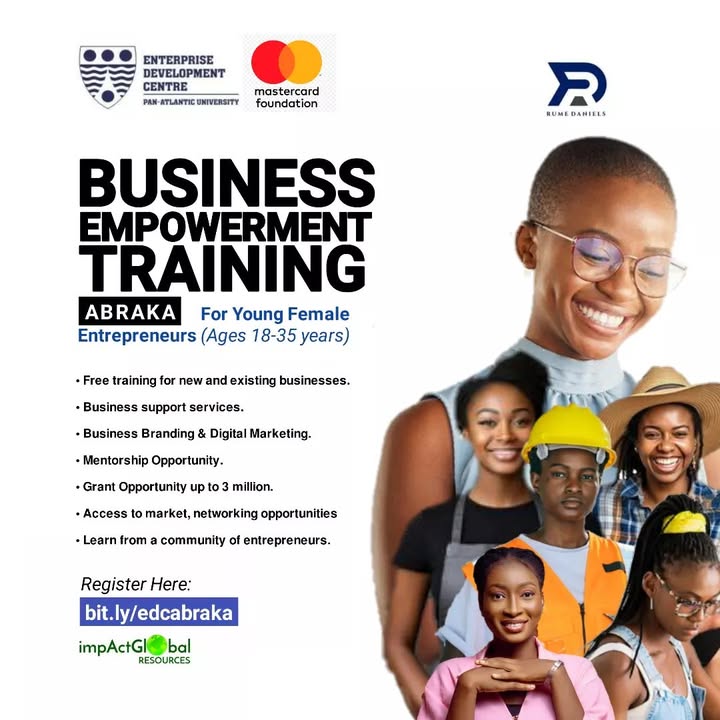 ENTERPRISE
DEVELOPMENT
CENTRE
PAN-ATLANTIC UNIVERSITY
mastercard
foundation
RUME DANIELS
BUSINESS
EMPOWERMENT
TRAINING
ABRAKA For Young Female
Entrepreneurs (Ages 18-35 years)
• Free training for new and existing businesses.
• Business support services.
• Business Branding & Digital Marketing.
• Mentorship Opportunity.
• Grant Opportunity up to 3 million.
• Access to market, networking opportunities
• Learn from a community of entrepreneurs.
Register Here:
bit.ly/edcabraka
impActGlobal
RESOURCES